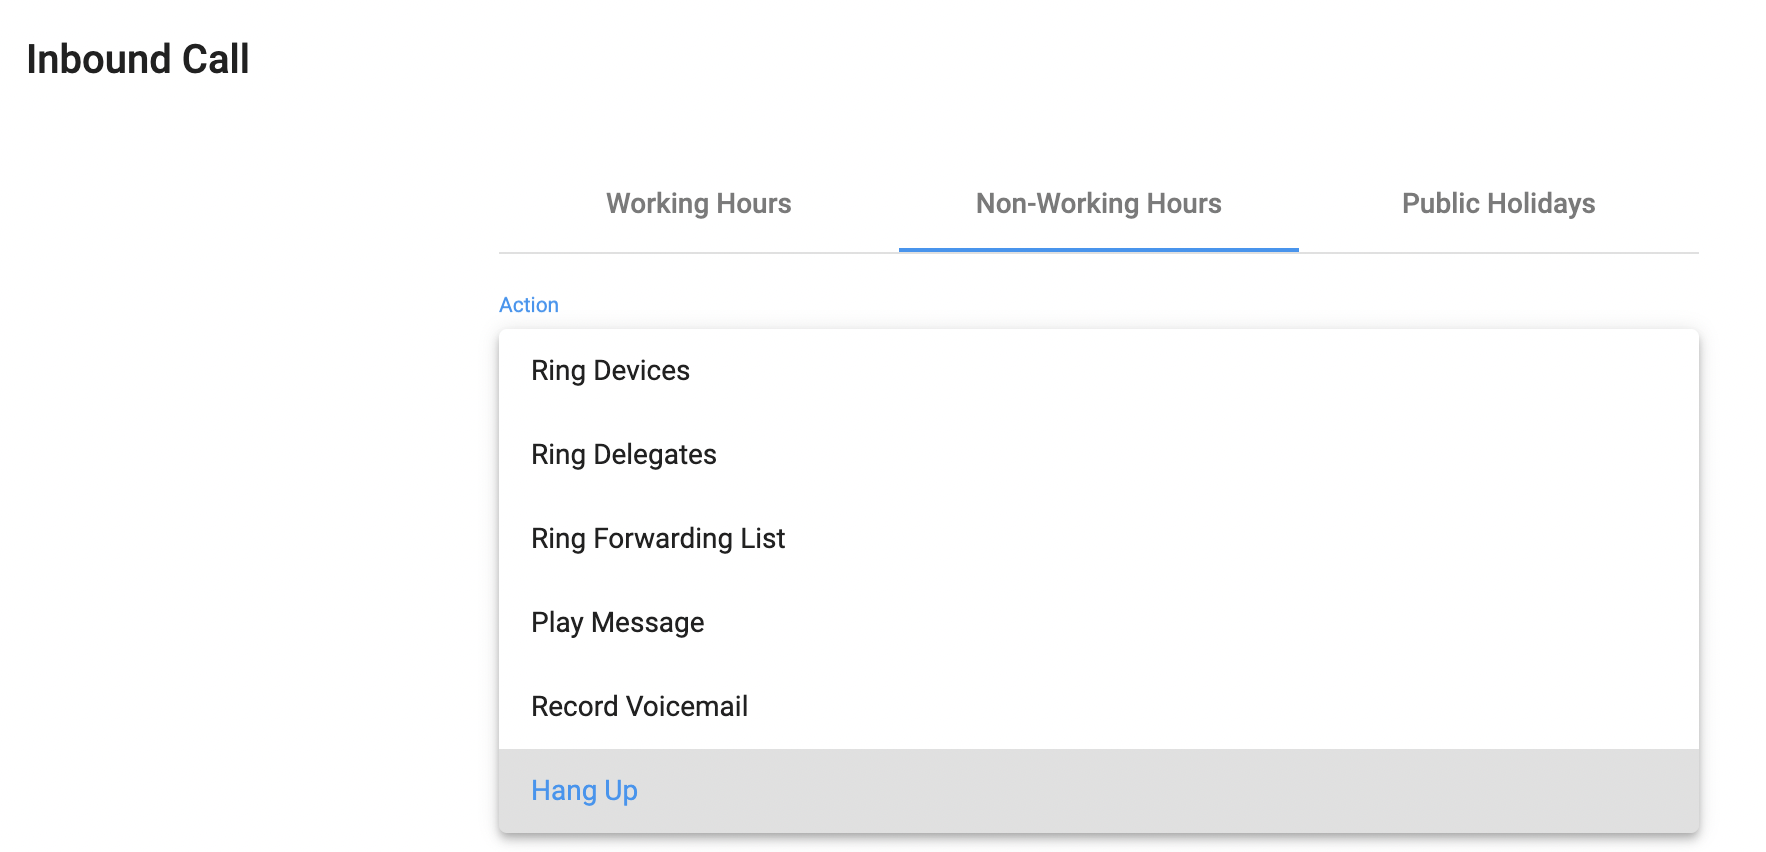 Inbound Call
Working Hours
Non-Working Hours
Public Holidays
Action
Ring Devices
Ring Delegates
Ring Forwarding List
Play Message
Record Voicemail
Hang Up